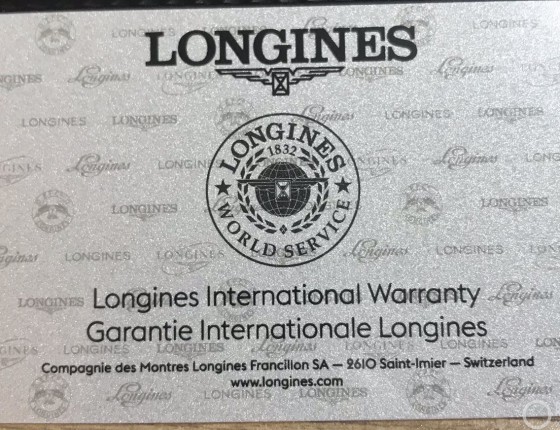 LONGINES
LONGINES
1832
WORLD SERVICE
Longines International Warranty
Garantie Internationale Longines
Compagnie des Montres Longines Francillon SA — 2610 Saint-Imier — Switzerland
www.longines.com